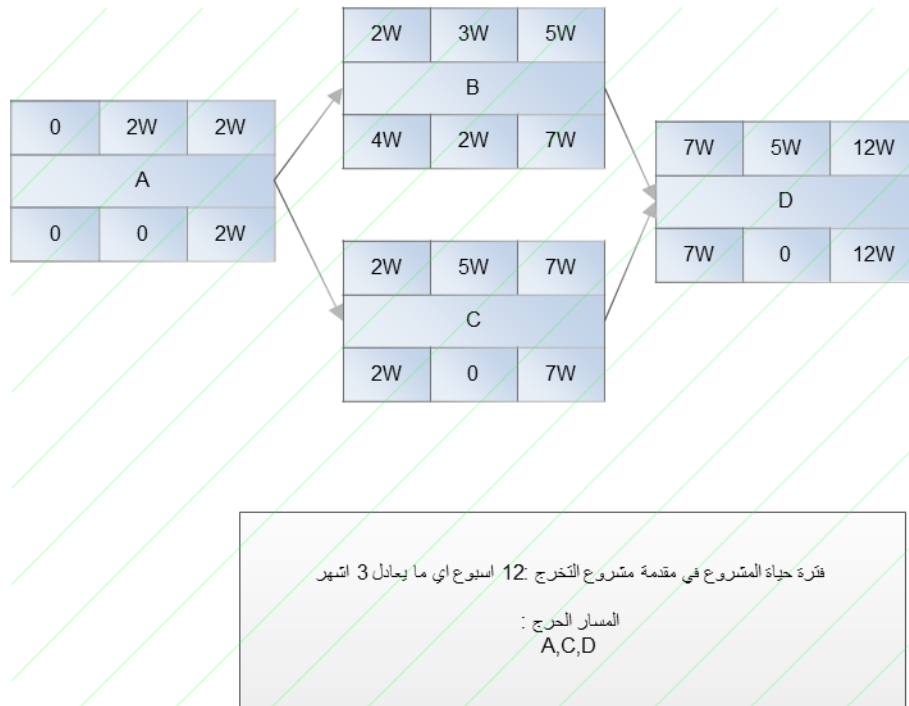 0 2W 2W
A
0 0 2W
2W 3W 5W
B
4W 2W 7W
2W 5W 7W
C
2W 0 7W
7W 5W 12W
D
7W 0 12W
فترة حياة المشروع في مقدمة مشروع التخرج :12 اسبوع اي ما يعادل 3 اشهر
المسار الحرج :
A,C,D